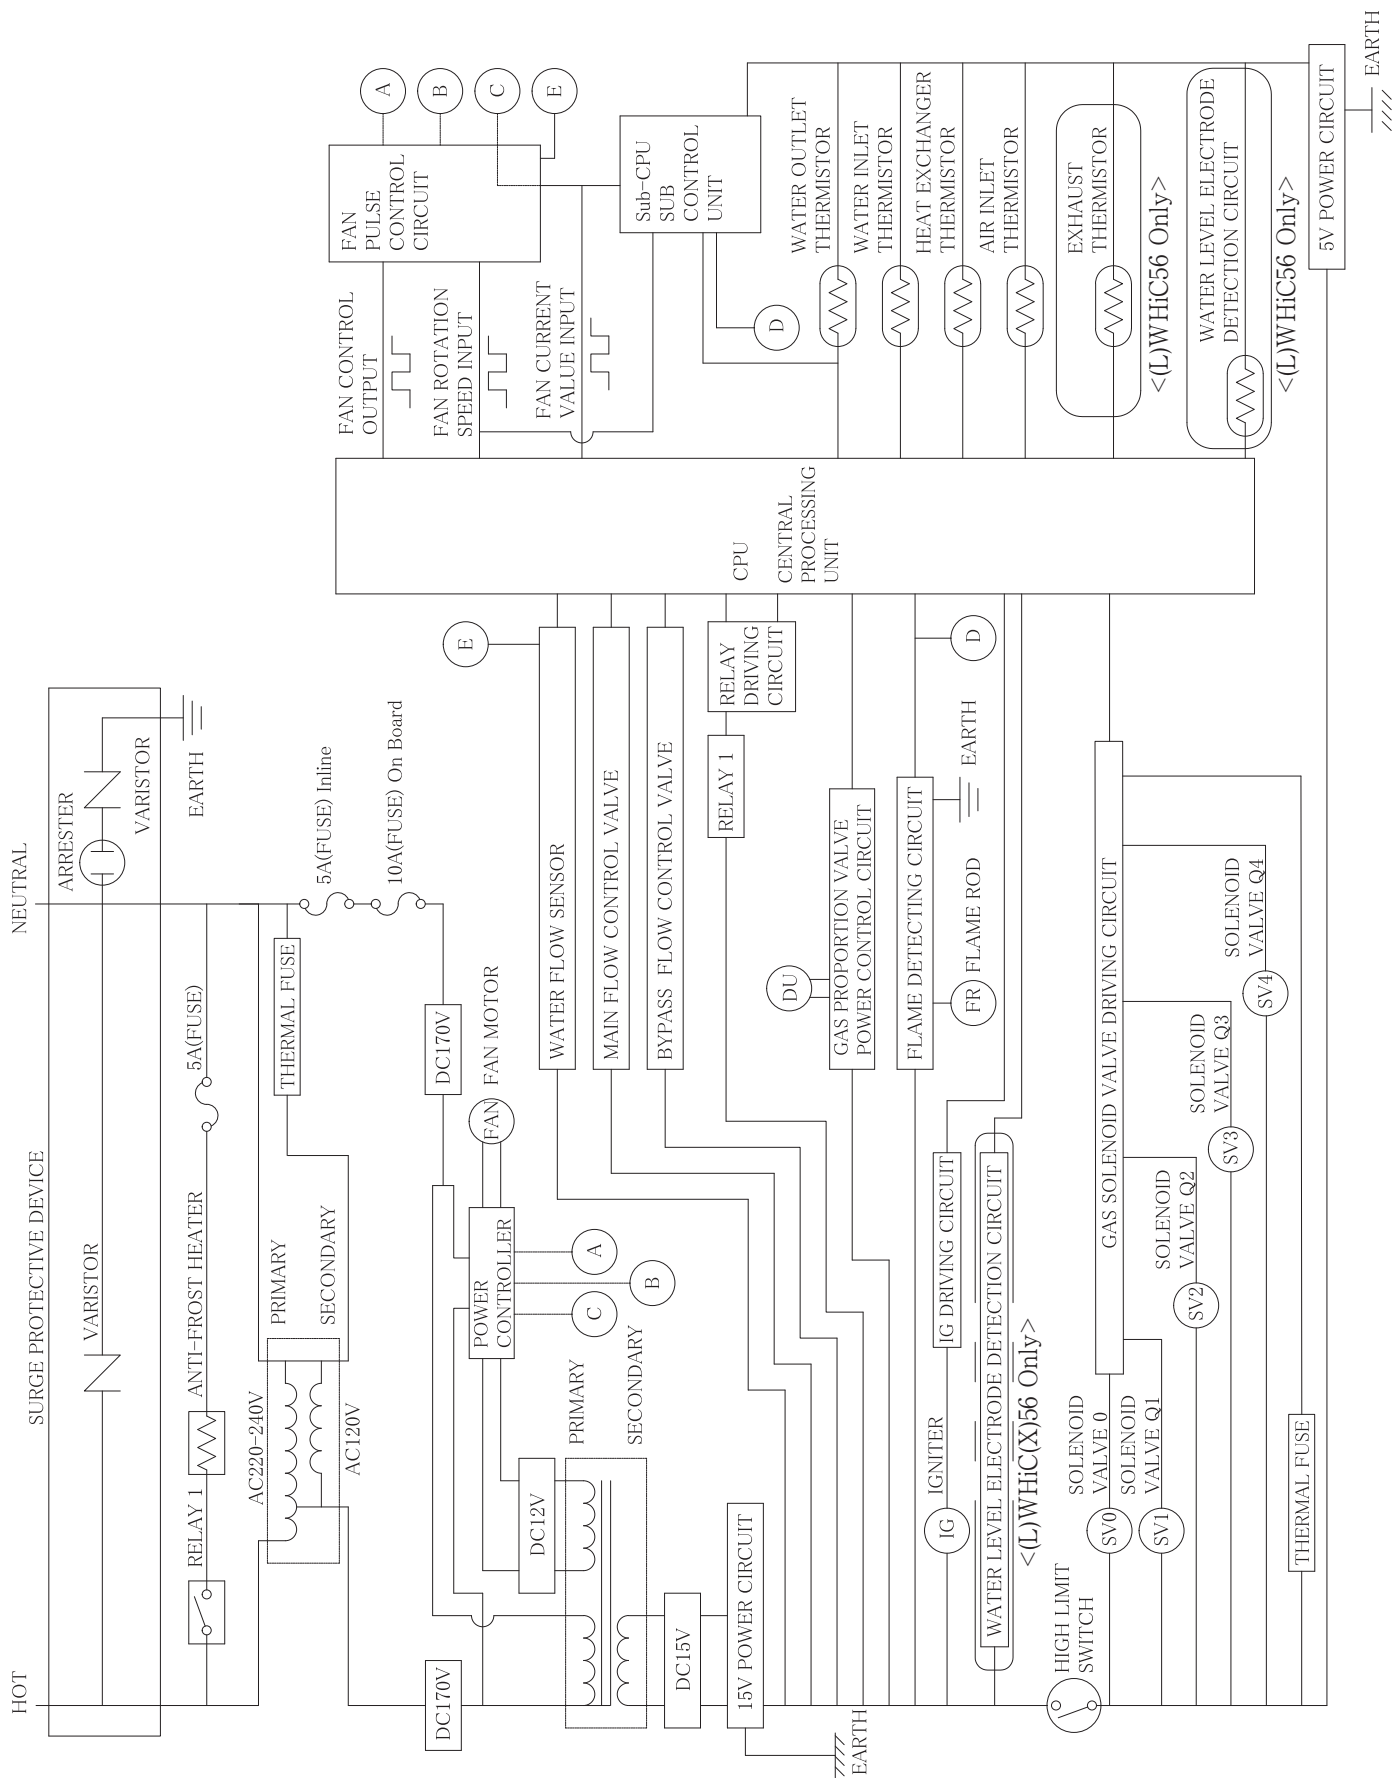 HOT
NEUTRAL
SURGE PROTECTIVE DEVICE
VARISTOR
ARRESTER
VARISTOR
EARTH
RELAY 1
ANTI-FROST HEATER
5A(FUSE)
AC220-240V
PRIMARY
SECONDARY
AC120V
THERMAL FUSE
5A(FUSE) Inline
10A(FUSE) On Board
DC170V
DC170V
FAN
FAN MOTOR
POWER
CONTROLLER
A
B
C
DC12V
PRIMARY
SECONDARY
DC15V
15V POWER CIRCUIT
EARTH
WATER FLOW SENSOR
E
MAIN FLOW CONTROL VALVE
BYPASS FLOW CONTROL VALVE
RELAY 1
RELAY
DRIVING
CIRCUIT
DU
GAS PROPORTION VALVE
POWER CONTROL CIRCUIT
FLAME DETECTING CIRCUIT
D
EARTH
FR
FLAME ROD
IG
IGNITER
IG DRIVING CIRCUIT
WATER LEVEL ELECTRODE DETECTION CIRCUIT
<(L)WHiC(X)56 Only>
HIGH LIMIT
SWITCH
SV0
SOLENOID
VALVE 0
SV1
SOLENOID
VALVE Q1
SV2
SOLENOID
VALVE Q2
SV3
SOLENOID
VALVE Q3
SV4
SOLENOID
VALVE Q4
GAS SOLENOID VALVE DRIVING CIRCUIT
THERMAL FUSE
CPU
CENTRAL
PROCESSING
UNIT
FAN CONTROL
OUTPUT
FAN ROTATION
SPEED INPUT
FAN CURRENT
VALUE INPUT
FAN
PULSE
CONTROL
CIRCUIT
A
B
C
E
Sub-CPU
SUB
CONTROL
UNIT
D
WATER OUTLET
THERMISTOR
WATER INLET
THERMISTOR
HEAT EXCHANGER
THERMISTOR
AIR INLET
THERMISTOR
EXHAUST
THERMISTOR
<(L)WHiC56 Only>
WATER LEVEL ELECTRODE
DETECTION CIRCUIT
<(L)WHiC56 Only>
5V POWER CIRCUIT
EARTH